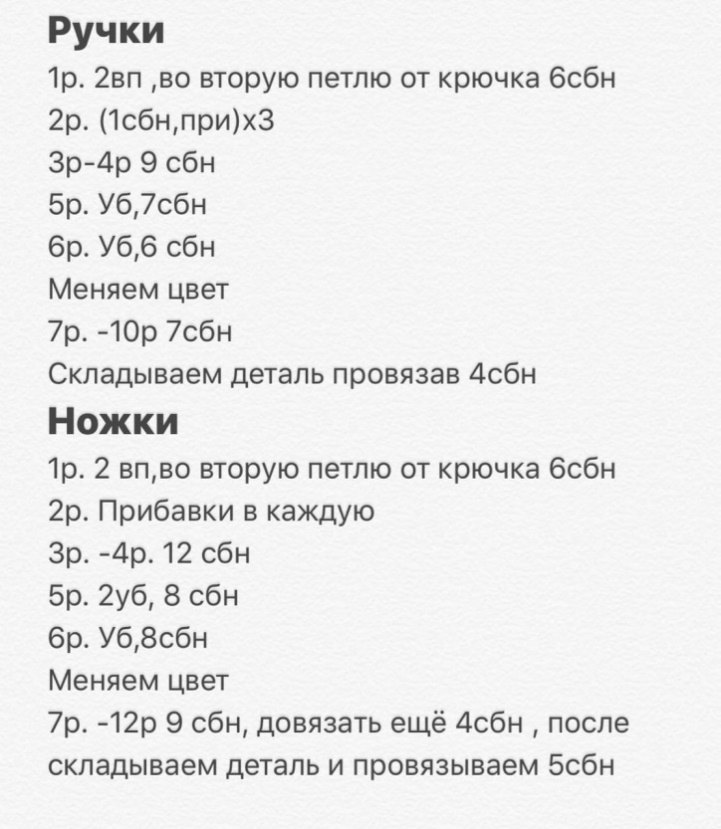 Ручки
1р. 2вп ,во вторую петлю от крючка 6сбн
2р. (1сбн,при)х3
3р-4р 9 сбн
5р. Уб,7сбн
6р. Уб,6 сбн
Меняем цвет
7р. -10р 7сбн
Складываем деталь провязав 4сбн
Ножки
1р. 2 вп,во вторую петлю от крючка 6сбн
2р. Прибавки в каждую
3р. -4р. 12 сбн
5р. 2уб, 8 сбн
6р. Уб,8сбн
Меняем цвет
7р. -12р 9 сбн, довязать ещё 4сбн , после
складываем деталь и провязываем 5сбн